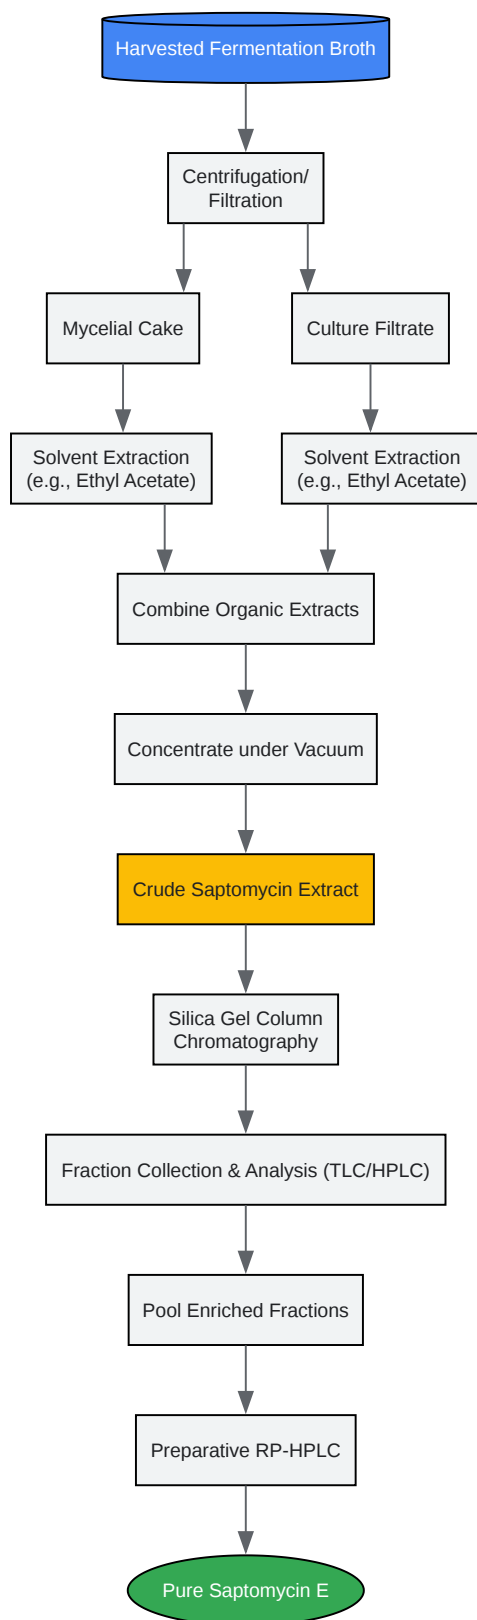 Harvested Fermentation Broth
Centrifugation/
Filtration
Mycelial Cake
Culture Filtrate
Solvent Extraction
(e.g., Ethyl Acetate)
Solvent Extraction
(e.g., Ethyl Acetate)
Combine Organic Extracts
Concentrate under Vacuum
Crude Saptomycin Extract
Silica Gel Column
Chromatography
Fraction Collection & Analysis (TLC/HPLC)
Pool Enriched Fractions
Preparative RP-HPLC
Pure Saptomycin E